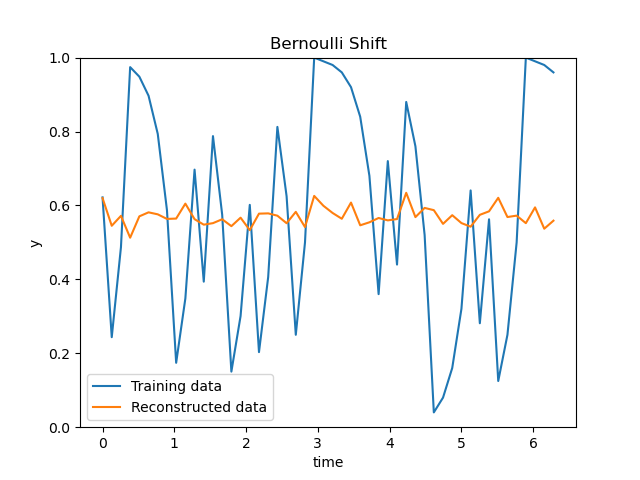 Bernoulli Shift
1.0
0.8
0.6
0.4
0.2
0.0
y
Training data
Reconstructed data
0 1 2 3 4 5 6
time